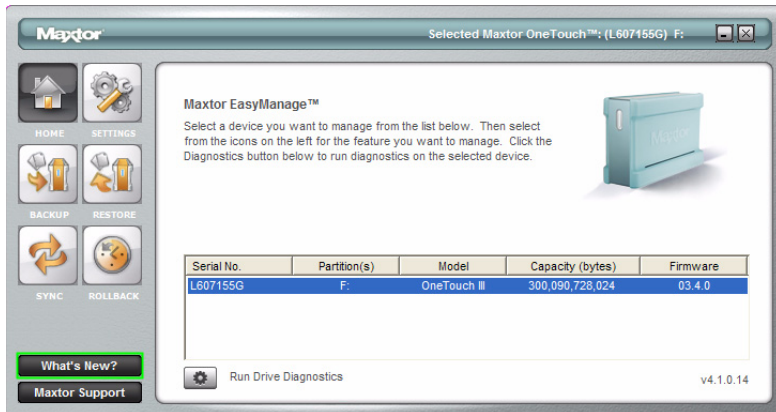 Maxtor
Selected Maxtor OneTouch™: (L607155G) F:
HOME SETTINGS
BACKUP RESTORE
SYNC ROLLBACK
What's New?
Maxtor Support
Maxtor EasyManage™
Select a device you want to manage from the list below. Then select
from the icons on the left for the feature you want to manage. Click the
Diagnostics button below to run diagnostics on the selected device.
Maxtor
Serial No. Partition(s) Model Capacity (bytes) Firmware
L607155G F: OneTouch III 300,090,728,024 03.4.0
Run Drive Diagnostics
v4.1.0.14